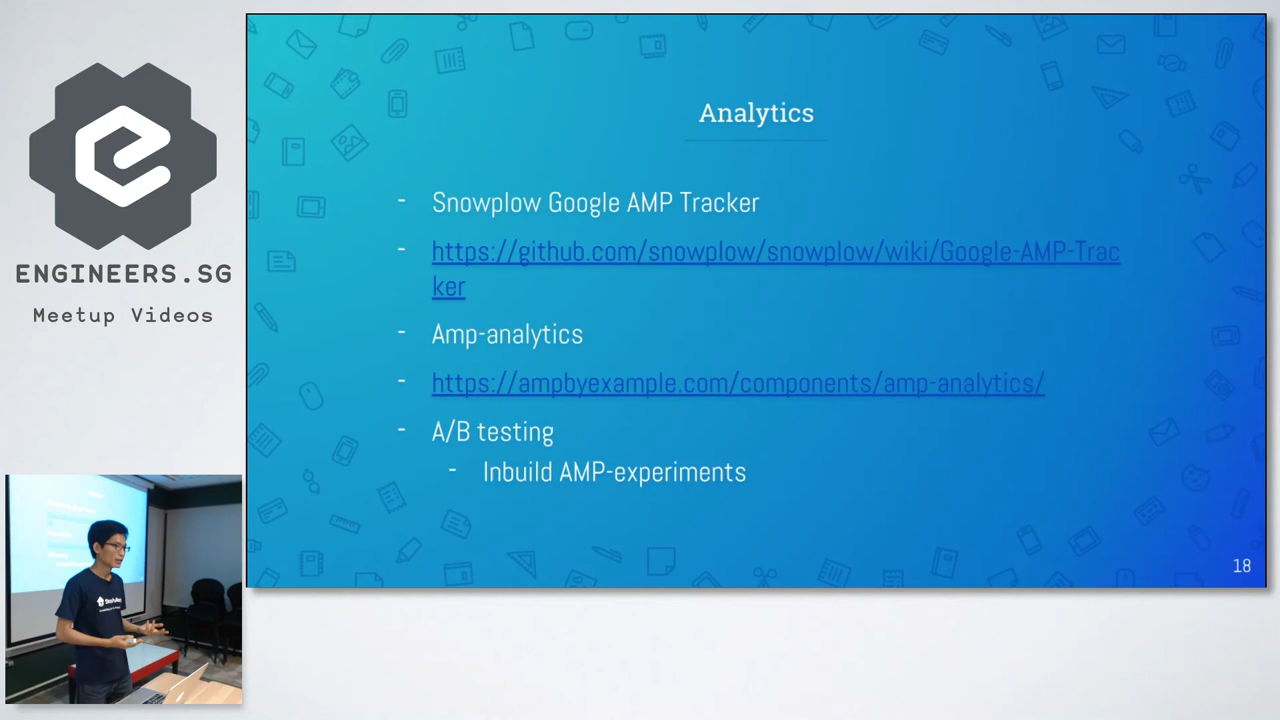 ENGINEERS.SG
Meetup Videos
Analytics
- Snowplow Google AMP Tracker
- https://github.com/snowplow/snowplow/wiki/Google-AMP-Trac
ker
- Amp-analytics
- https://ampbyexample.com/components/amp-analytics/
- A/B testing
- Inbuild AMP-experiments
18